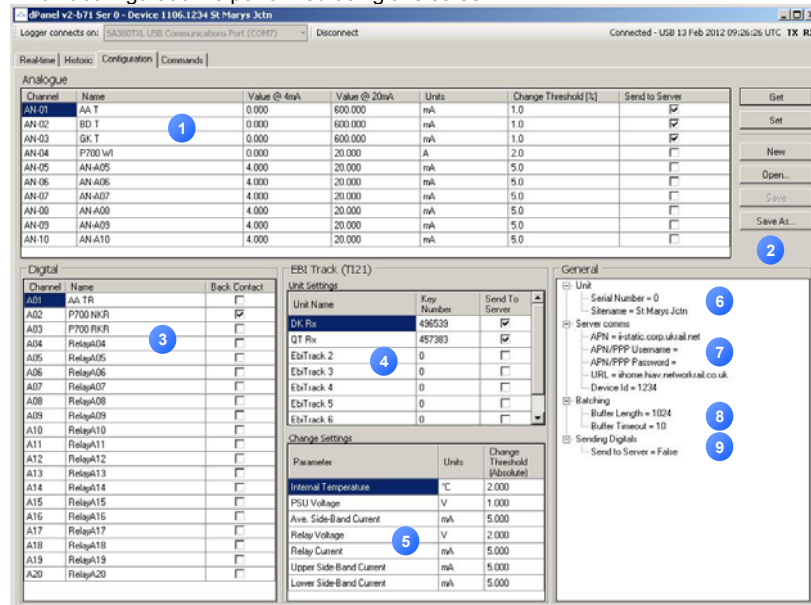 dPanel v2-b71 Ser 0 - Device 1106.1234 St Marys Jctn
Logger connects on: SA380TXL USB Communications Port (COM7) Disconnect Connected - USB 13 Feb 2012 09:26:26 UTC TX R
Real-time Historic Configuration Commands
Analogue
Channel Name Value @ 4mA Value @ 20mA Units Change Threshold [%] Send to Server
AN-01 AA T 0.000 600.000 mA 1.0
AN-02 BD T 0.000 600.000 mA 1.0
AN-03 GK T 0.000 600.000 mA 1.0
AN-04 P700 WI 0.000 20.000 A 2.0
AN-05 AN-A05 4.000 20.000 mA 5.0
AN-06 AN-A06 4.000 20.000 mA 5.0
AN-07 AN-A07 4.000 20.000 mA 5.0
AN-08 AN-A08 4.000 20.000 mA 5.0
AN-09 AN-A09 4.000 20.000 mA 5.0
AN-10 AN-A10 4.000 20.000 mA 5.0
1
Get
Set
New
Open...
Save
Save As...
2
Digital
Channel Name Back Contact
A01 AA TR
A02 P700 NKR
A03 P700 RKR
A04 RelayA04
A05 RelayA05
A06 RelayA06
A07 RelayA07
A08 RelayA08
A09 RelayA09
A10 RelayA10
A11 RelayA11
A12 RelayA12
A13 RelayA13
A14 RelayA14
A15 RelayA15
A16 RelayA16
A17 RelayA17
A18 RelayA18
A19 RelayA19
A20 RelayA20
3
EBI Track (TI21)
Unit Settings
Unit Name Key Number Send To Server
DK Rx 496539
QT Rx 457383
EbiTrack 2 0
EbiTrack 3 0
EbiTrack 4 0
EbiTrack 5 0
EbiTrack 6 0
4
Change Settings
Parameter Units Change Threshold (Absolute)
Internal Temperature °C 2.000
PSU Voltage V 1.000
Ave. Side-Band Current mA 5.000
Relay Voltage V 2.000
Relay Current mA 5.000
Upper Side-Band Current mA 5.000
Lower Side-Band Current mA 5.000
5
General
Unit
Serial Number = 0
Sitename = St Marys Jctn
6
Server comms
APN = ii-static.corp.ukrail.net
APN/PPP Username =
APN/PPP Password =
URL = iihome.hiav.networkrail.co.uk
Device Id = 1234
7
Batching
Buffer Length = 1024
Buffer Timeout = 10
8
Sending Digitals
Send to Server = False
9